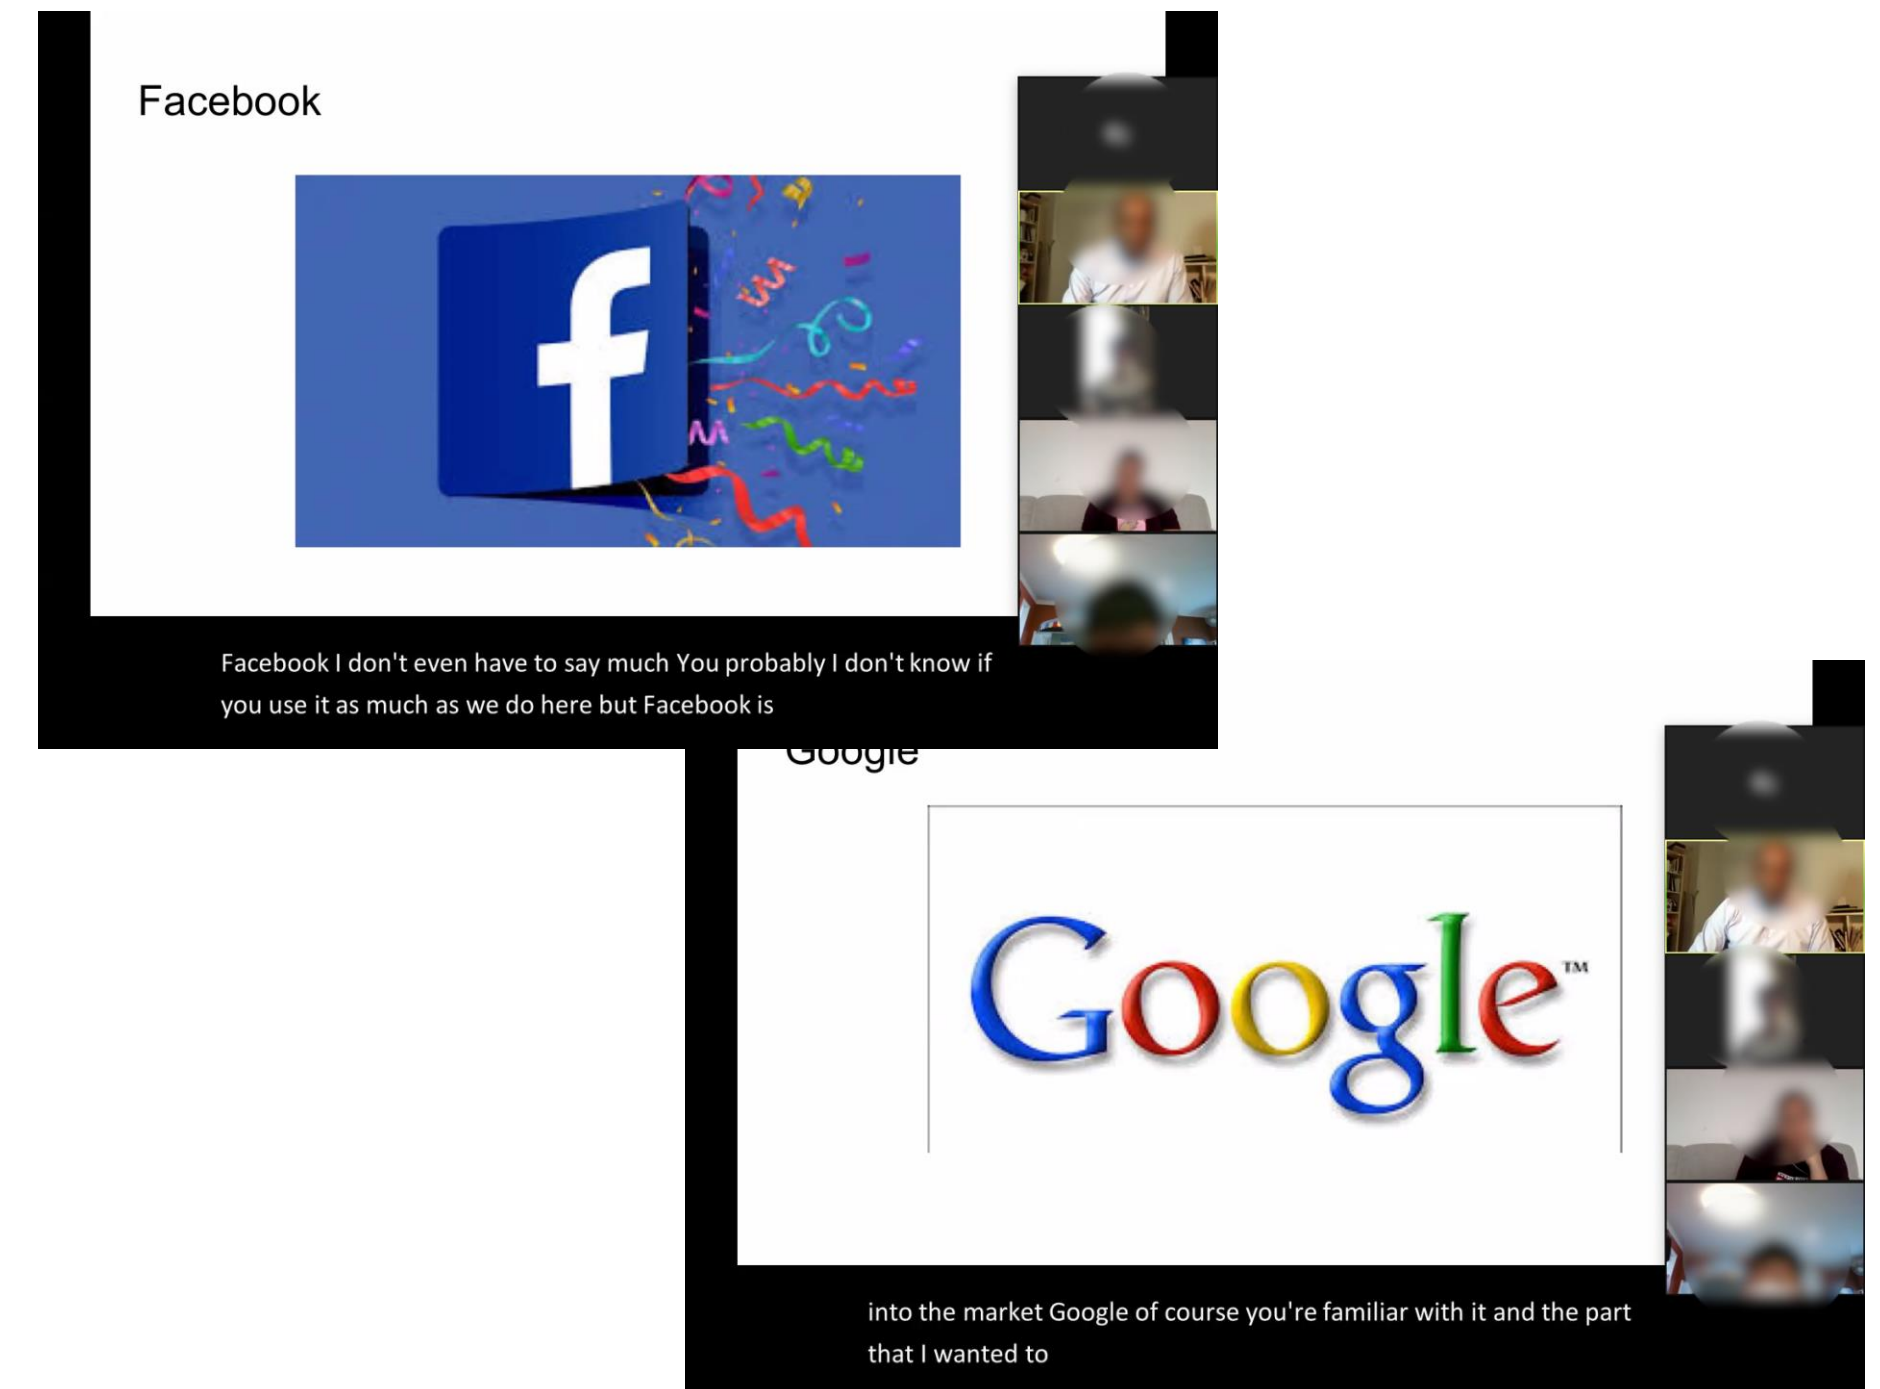 Facebook
f
Facebook I don't even have to say much You probably I don't know if
you use it as much as we do here but Facebook is
Google
Google™
into the market Google of course you're familiar with it and the part
that I wanted to